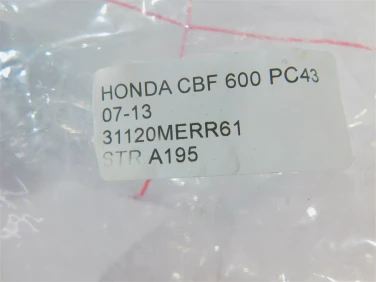 HONDA CBF 600 PC43
07-13
31120MERR61
STR A195